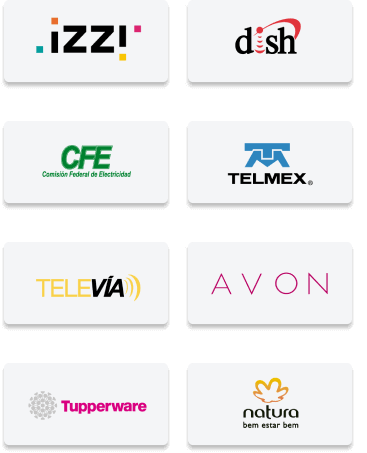 izzi
dish
CFE
Comisión Federal de Electricidad
TELMEX®
TELEVÍA
AVON
Tupperware
natura
bem estar bem